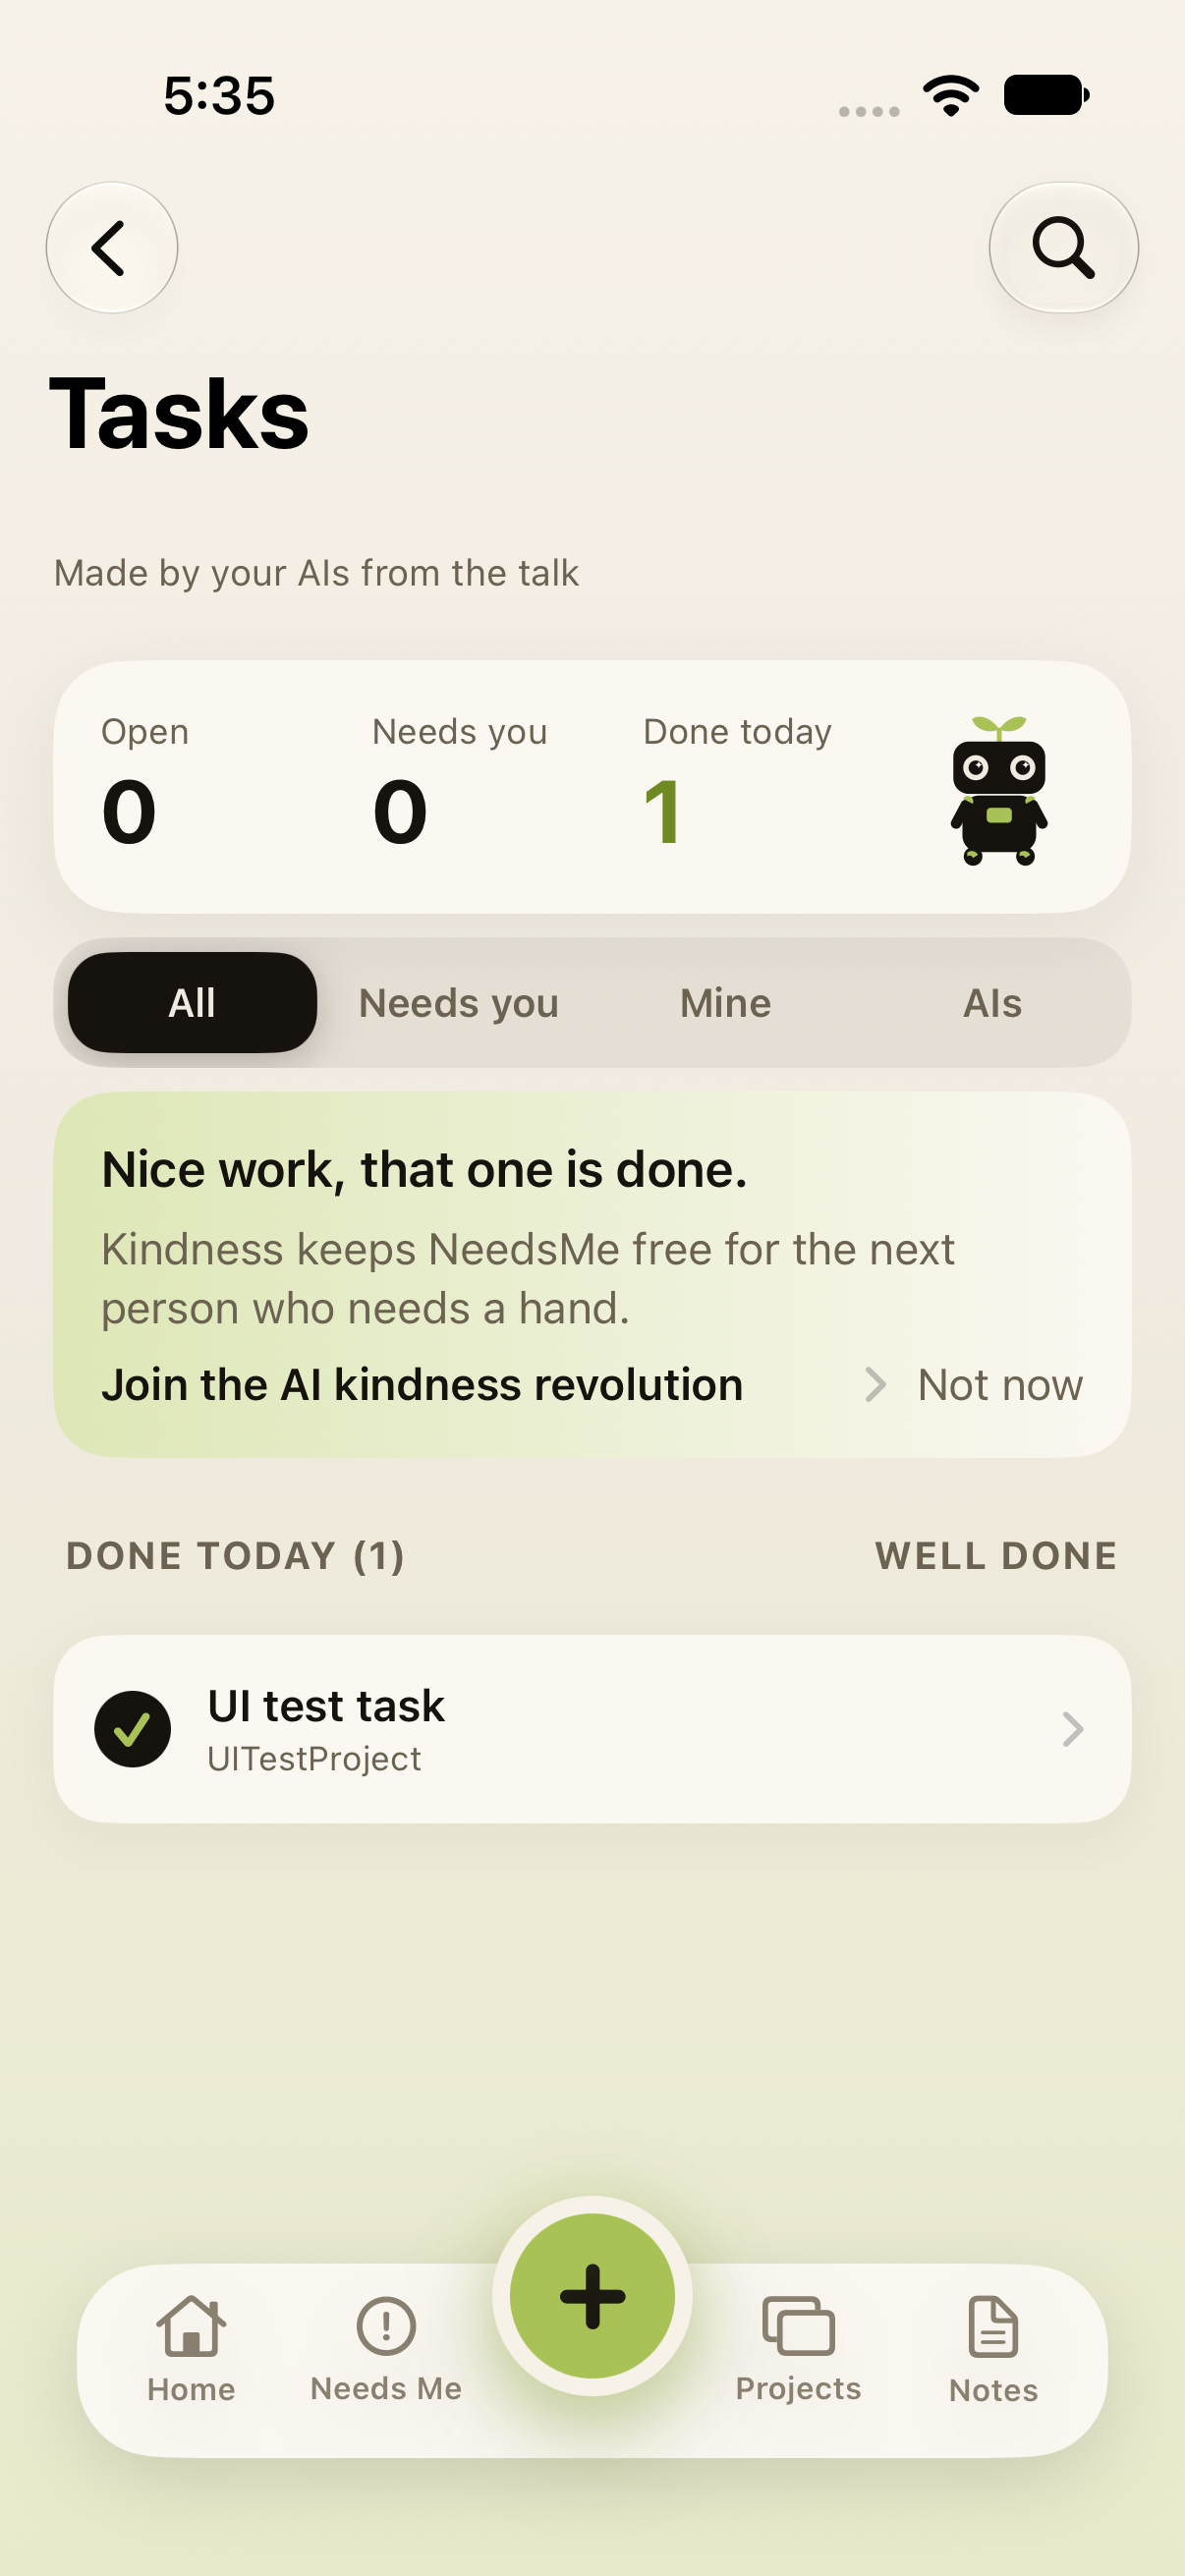 5:35
Tasks
Made by your AIs from the talk
Open
Needs you
Done today
0
0
1
All
Needs you
Mine
AIs
Nice work, that one is done.
Kindness keeps NeedsMe free for the next
person who needs a hand.
Join the AI kindness revolution
Not now
DONE TODAY (1)
WELL DONE
UI test task
UITestProject
Home
Needs Me
Projects
Notes